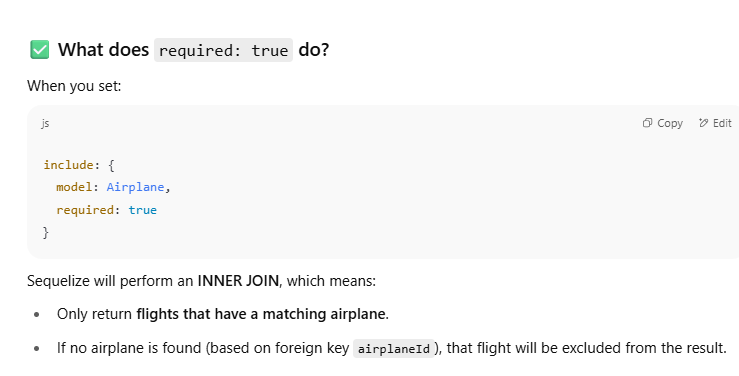 ✅ What does required: true do?
When you set:
js
Copy Edit
include: {
  model: Airplane,
  required: true
}
Sequelize will perform an INNER JOIN, which means:
• Only return flights that have a matching airplane.
• If no airplane is found (based on foreign key airplaneId), that flight will be excluded from the result.